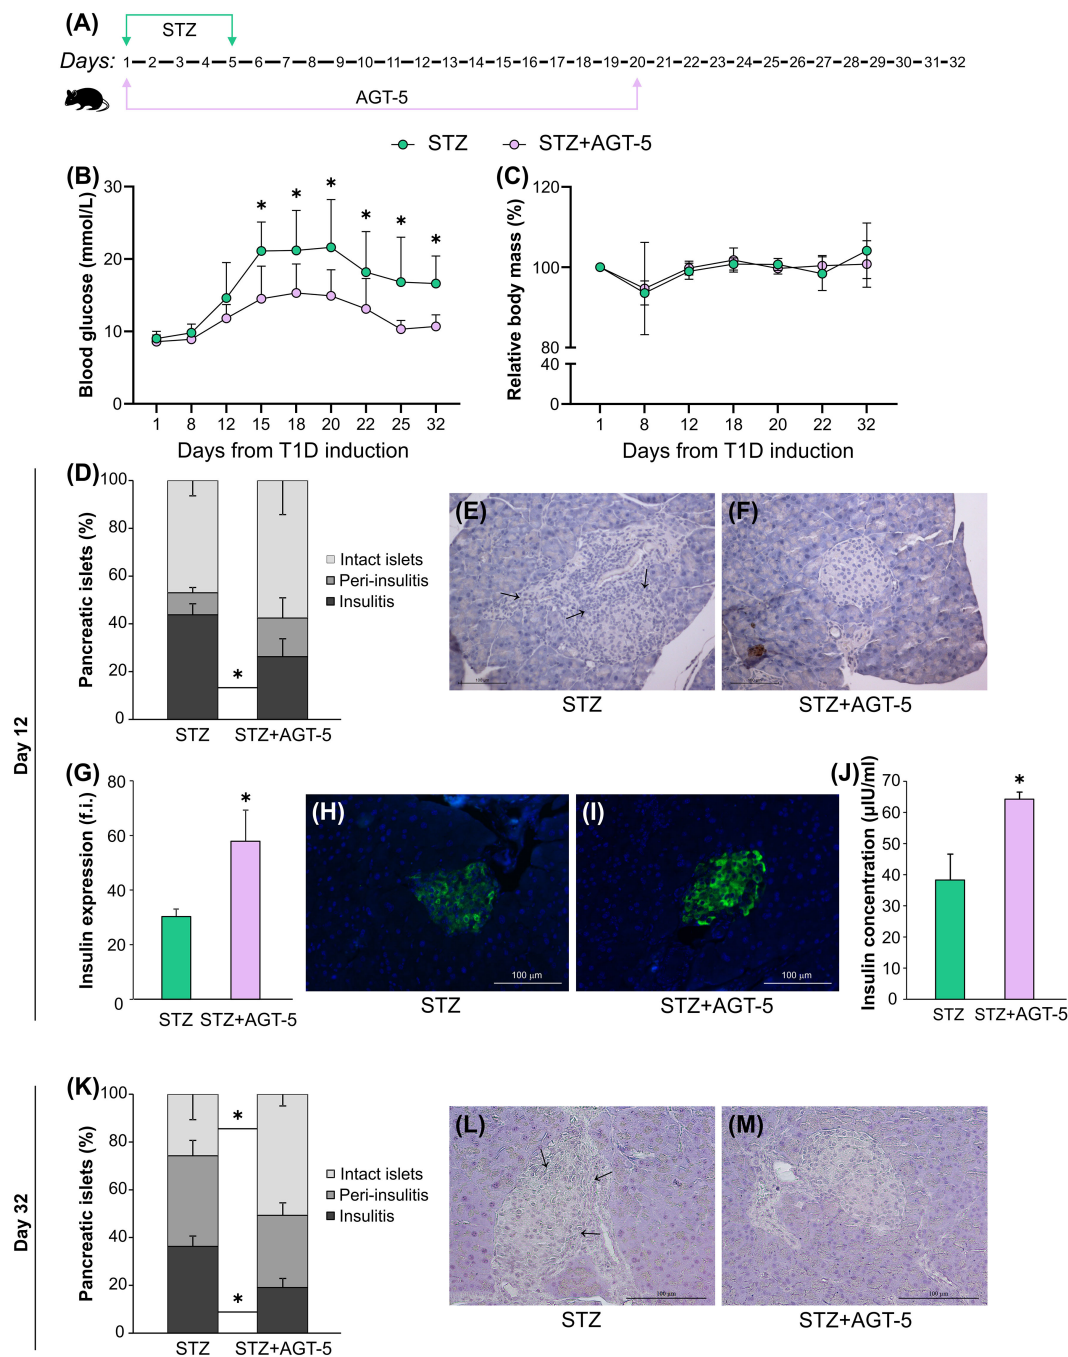 (A)
STZ
Days: 1 2 3 4 5 6 7 8 9 10 11 12 13 14 15 16 17 18 19 20 21 22 23 24 25 26 27 28 29 30 31 32
AGT-5
STZ STZ+AGT-5
(B)
Blood glucose (mmol/L)
30
20
10
0
* * * * * *
1 8 12 15 18 20 22 25 32
Days from T1D induction
(C)
Relative body mass (%)
120
100
80
40
0
1 8 12 18 20 22 32
Days from T1D induction
Day 12
(D)
Pancreatic islets (%)
100
80
60
40
20
0
*
STZ STZ+AGT-5
Intact islets
Peri-insulitis
Insulitis
(E)
STZ
(F)
STZ+AGT-5
(G)
Insulin expression (f.i.)
80
60
40
20
0
*
STZ STZ+AGT-5
(H)
100 µm
STZ
(I)
100 µm
STZ+AGT-5
(J)
Insulin concentration (µIU/ml)
70
60
50
40
30
20
10
0
*
STZ STZ+AGT-5
Day 32
(K)
Pancreatic islets (%)
100
80
60
40
20
0
*
*
STZ STZ+AGT-5
Intact islets
Peri-insulitis
Insulitis
(L)
100 µm
STZ
(M)
100 µm
STZ+AGT-5